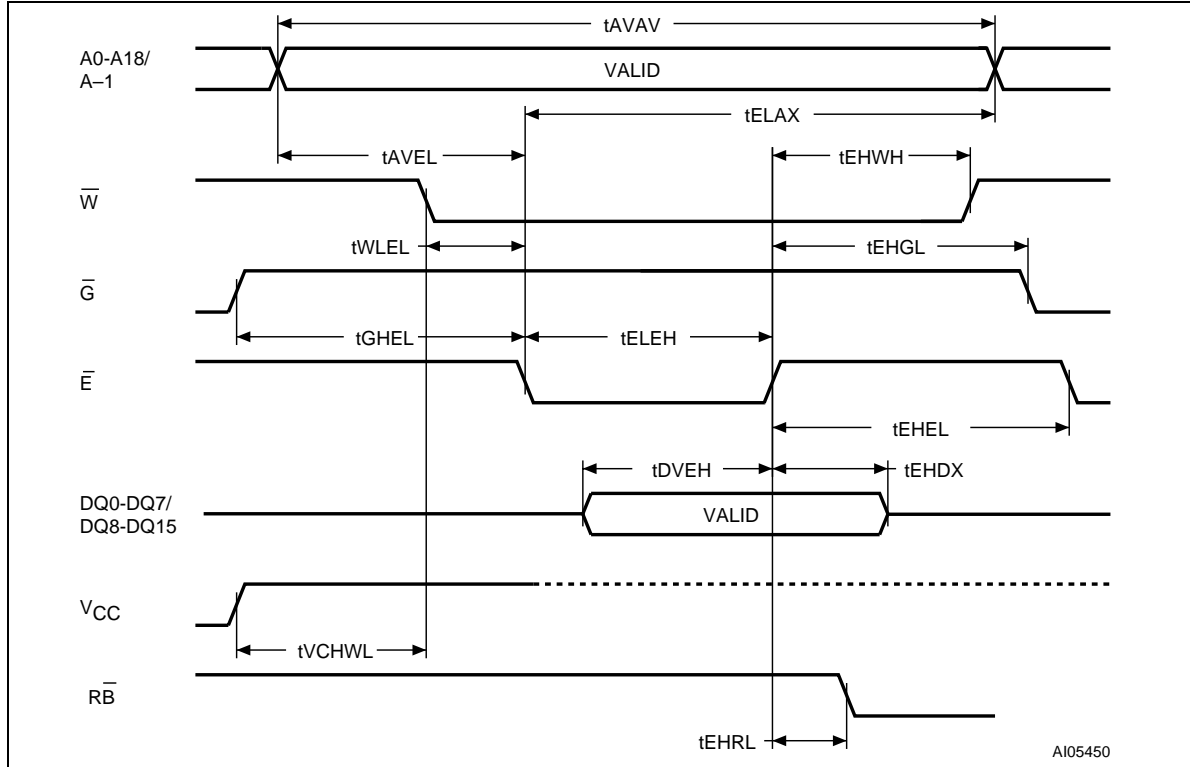 tAVAV
A0-A18/
A–1
VALID
tELAX
tAVEL
tEHWH
W̅
tWLEL
tEHGL
G̅
tGHEL
tELEH
E̅
tEHEL
tDVEH
tEHDX
DQ0-DQ7/
DQ8-DQ15
VALID
VCC
tVCHWL
RB̅
tEHRL
AI05450